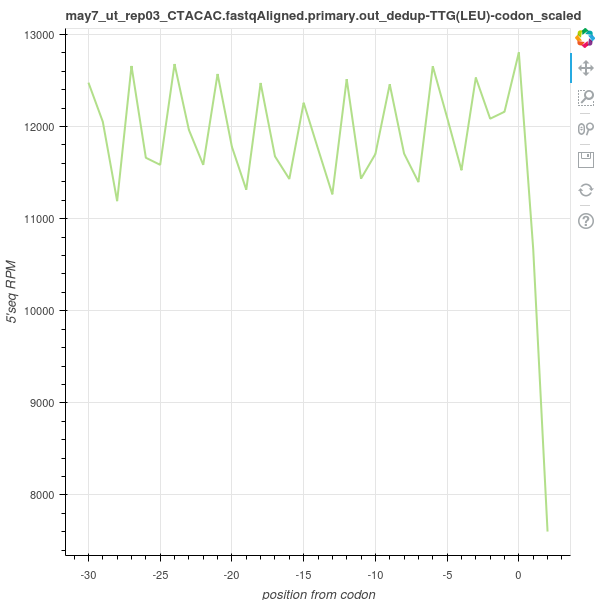 may7_ut_rep03_CTACAC.fastqAligned.primary.out_dedup-TTG(LEU)-codon_scaled
13000
12000
11000
10000
9000
8000
5'seq RPM
-30 -25 -20 -15 -10 -5 0
position from codon